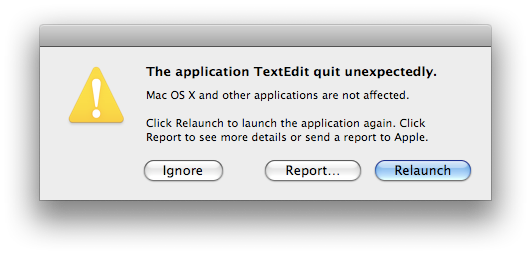 The application TextEdit quit unexpectedly.
Mac OS X and other applications are not affected.
Click Relaunch to launch the application again. Click
Report to see more details or send a report to Apple.
Ignore
Report...
Relaunch